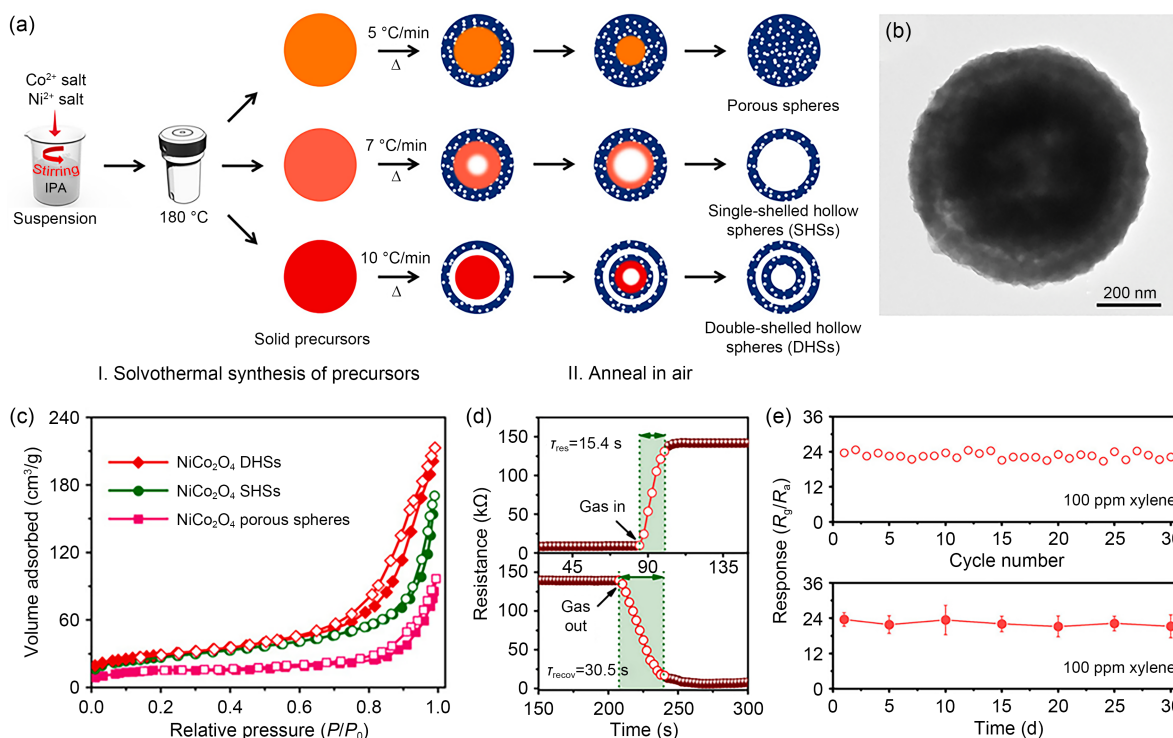 (a)
Co²⁺ salt
Ni²⁺ salt
Stirring
IPA
Suspension
180 °C
5 °C/min
Δ
Porous spheres
7 °C/min
Δ
Single-shelled hollow
spheres (SHSs)
10 °C/min
Δ
Solid precursors
Double-shelled hollow
spheres (DHSs)
I. Solvothermal synthesis of precursors
II. Anneal in air
(b)
200 nm
(c)
Volume adsorbed (cm³/g)
240
180
120
60
0
NiCo₂O₄ DHSs
NiCo₂O₄ SHSs
NiCo₂O₄ porous spheres
0.0 0.2 0.4 0.6 0.8 1.0
Relative pressure (P/P₀)
(d)
Resistance (kΩ)
150
100
50
0
τres=15.4 s
Gas in
45 90 135
150
100
50
0
Gas
out
τrecov=30.5 s
150 200 250 300
Time (s)
(e)
Response (Rg/Ra)
36
24
12
0
100 ppm xylene
0 5 10 15 20 25 30
Cycle number
36
24
12
0
100 ppm xylene
0 5 10 15 20 25 30
Time (d)